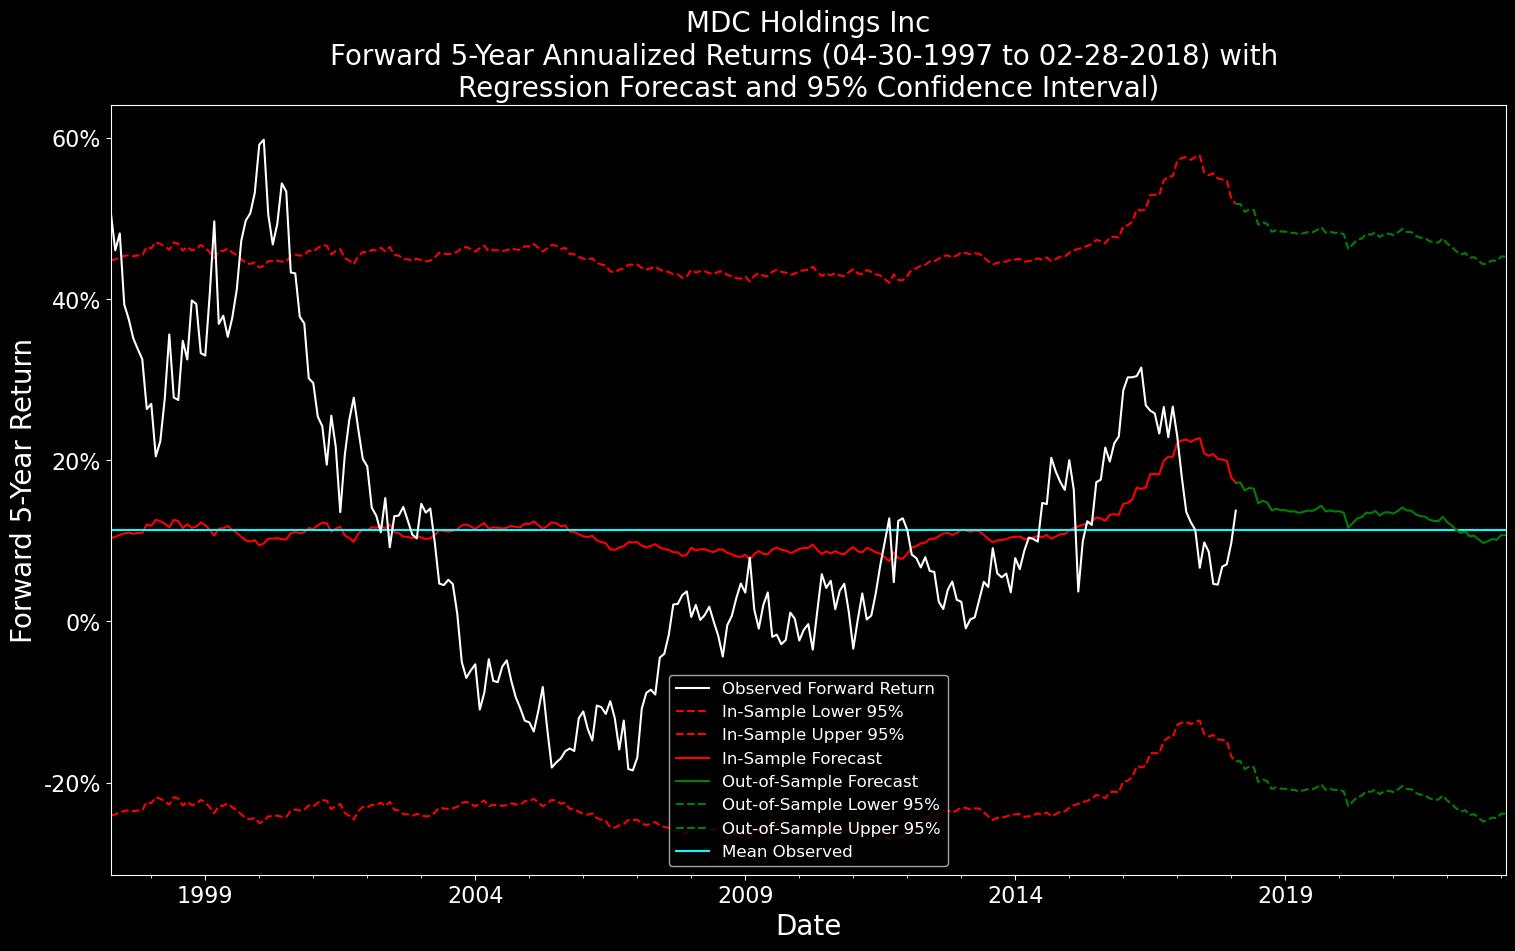 MDC Holdings Inc
Forward 5-Year Annualized Returns (04-30-1997 to 02-28-2018) with
Regression Forecast and 95% Confidence Interval)
Forward 5-Year Return
60%
40%
20%
0%
-20%
Observed Forward Return
In-Sample Lower 95%
In-Sample Upper 95%
In-Sample Forecast
Out-of-Sample Forecast
Out-of-Sample Lower 95%
Out-of-Sample Upper 95%
Mean Observed
1999 2004 2009 2014 2019
Date